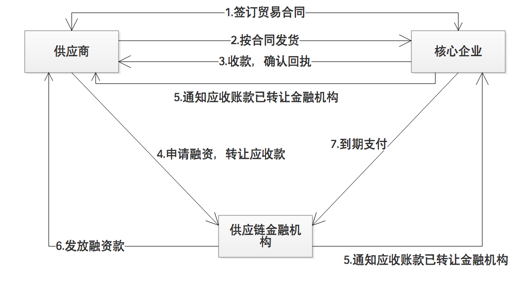 1.签订贸易合同
供应商
2.按合同发货
核心企业
3.收款，确认回执
5.通知应收账款已转让金融机构
4.申请融资，转让应收款
7.到期支付
供应链金融机
构
6.发放融资款
5.通知应收账款已转让金融机构